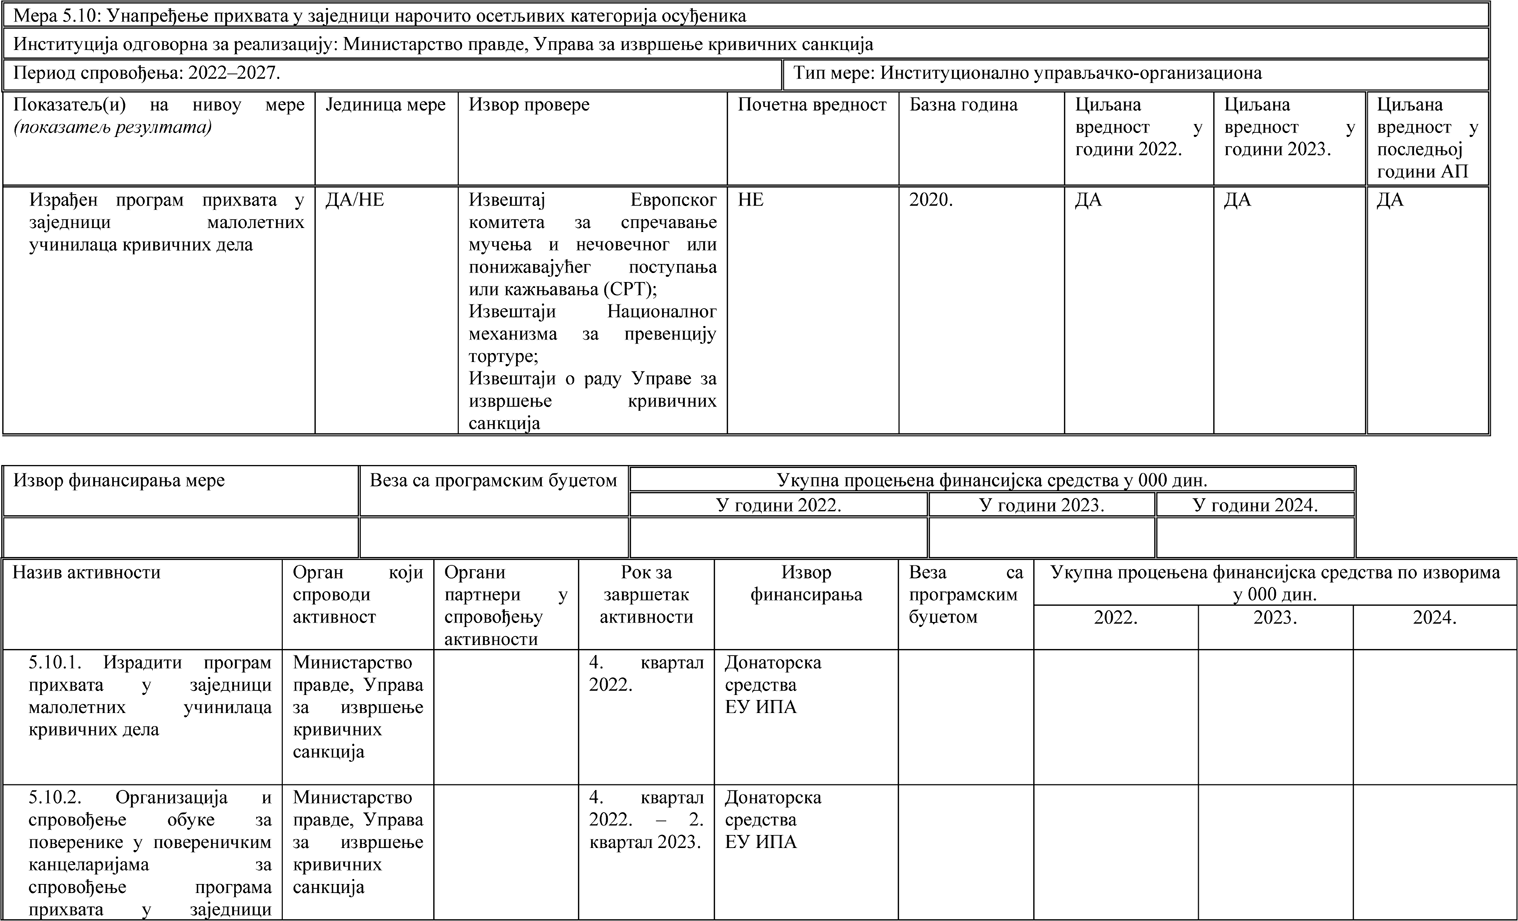 Мера 5.10: Унапређење прихвата у заједници нарочито осетљивих категорија осуђеника
Институција одговорна за реализацију: Министарство правде, Управа за извршење кривичних санкција
Период спровођења: 2022–2027.
Тип мере: Институционално управљачко-организациона
Показатељ(и) на нивоу мере
(показатељ резултата)
Јединица мере
Извор провере
Почетна вредност
Базна година
Циљана
вредност у
години 2022.
Циљана
вредност у
години 2023.
Циљана
вредност у
последњој
години АП
Израђен програм прихвата у
заједници малолетних
учинилаца кривичних дела
ДА/НЕ
Извештај Европског
комитета за спречавање
мучења и нечовечног или
понижавајућег поступања
или кажњавања (CPT);
Извештаји Националног
механизма за превенцију
тортуре;
Извештаји о раду Управе за
извршење кривичних
санкција
НЕ
2020.
ДА
ДА
ДА
Извор финансирања мере
Веза са програмским буџетом
Укупна процењена финансијска средства у 000 дин.
У години 2022.
У години 2023.
У години 2024.
Назив активности
Орган који
спроводи
активност
Органи
партнери у
спровођењу
активности
Рок за
завршетак
активности
Извор
финансирања
Веза са
програмским
буџетом
Укупна процењена финансијска средства по изворима
у 000 дин.
2022.
2023.
2024.
5.10.1. Израдити програм
прихвата у заједници
малолетних учинилаца
кривичних дела
Министарство
правде, Управа
за извршење
кривичних
санкција
4. квартал
2022.
Донаторска
средства
ЕУ ИПА
5.10.2. Организација и
спровођење обуке за
поверенике у повереничким
канцеларијама за
спровођење програма
прихвата у заједници
Министарство
правде, Управа
за извршење
кривичних
санкција
4. квартал
2022. – 2.
квартал 2023.
Донаторска
средства
ЕУ ИПА